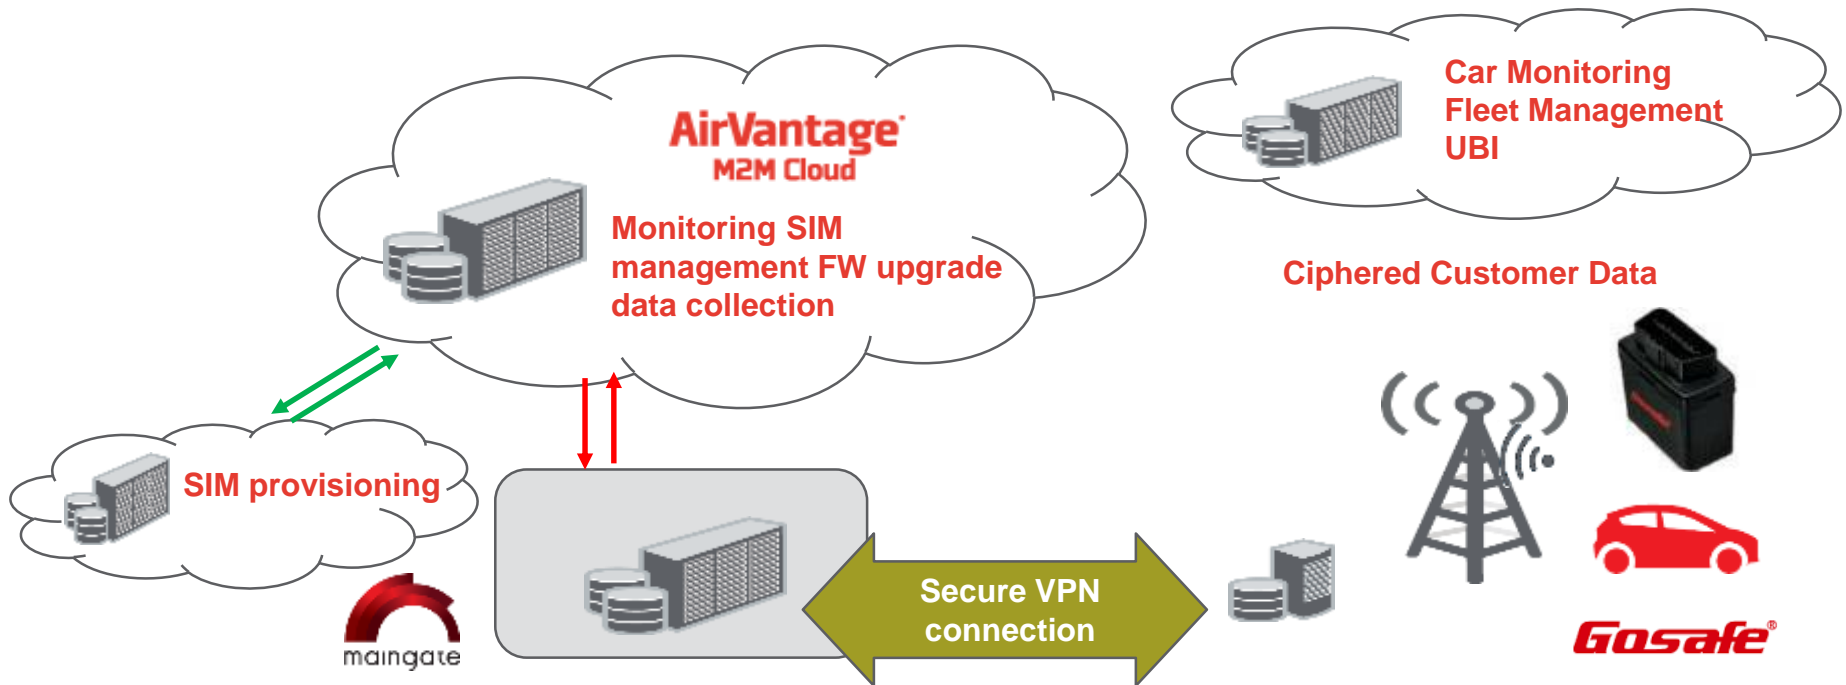 AirVantage
M2M Cloud
Monitoring SIM
management FW upgrade
data collection
Car Monitoring
Fleet Management
UBI
Ciphered Customer Data
SIM provisioning
maingate
Secure VPN
connection
Gosafe®